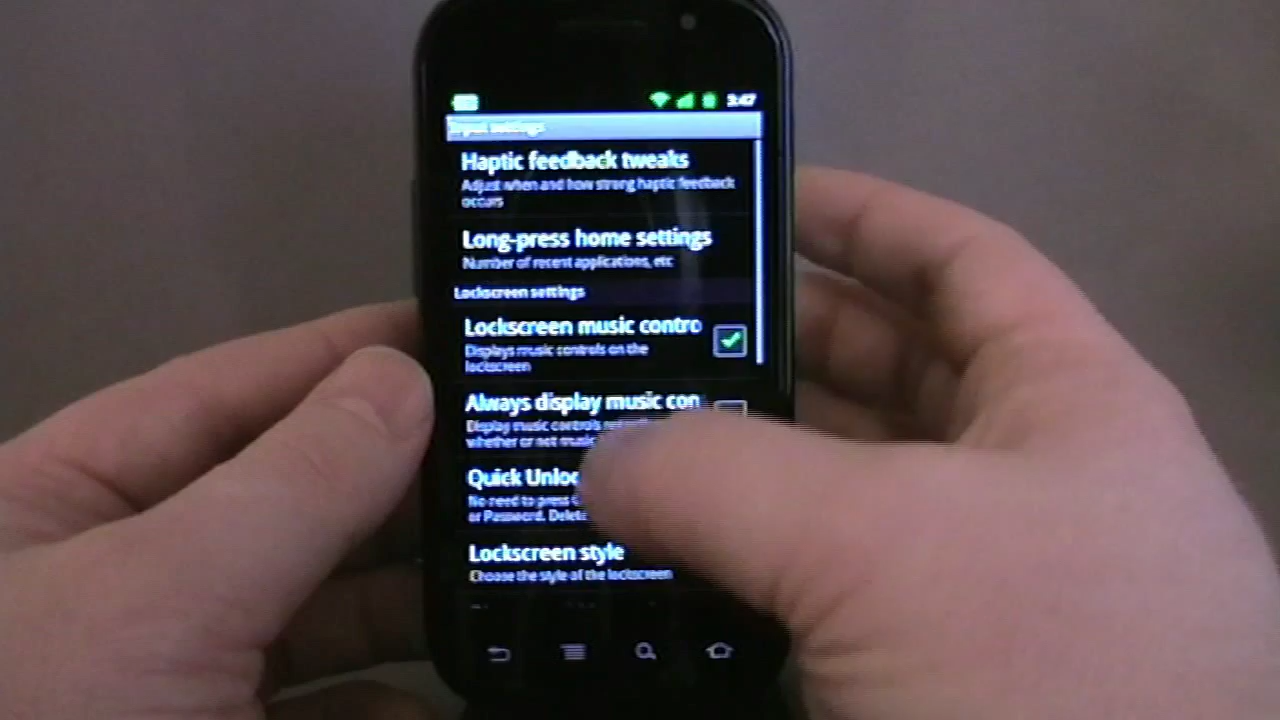 3:47
Input settings
Haptic feedback tweaks
Adjust when and how strong haptic feedback
occurs
Long-press home settings
Number of recent applications, etc
Lockscreen settings
Lockscreen music contro
Displays music controls on the
lockscreen
Always display music con
Display music controls
whether or not music
Quick Unloc
No need to press
or Password. Delete
Lockscreen style
Choose the style of the lockscreen